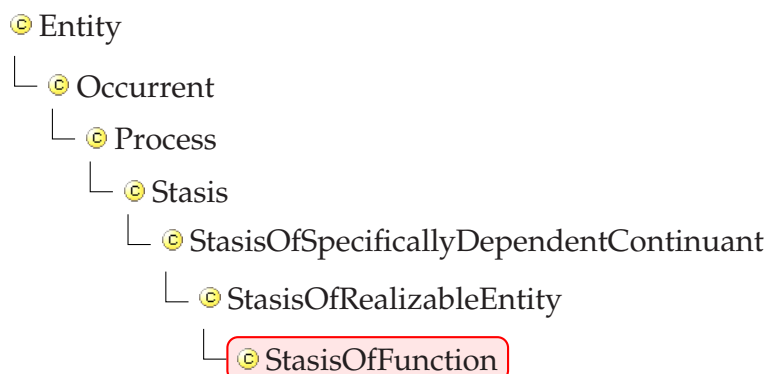 Entity
Occurrent
Process
Stasis
StasisOfSpecificallyDependentContinuant
StasisOfRealizableEntity
StasisOfFunction